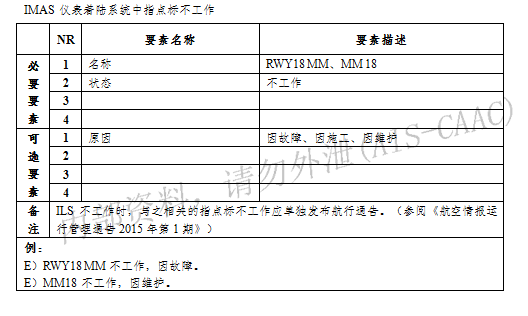 IMAS 仪表着陆系统中指点标不工作
NR 要素名称 要素描述
必要要素
1 名称 RWY18 MM、MM 18
2 状态 不工作
3
4
可选要素
1 原因 因故障、因施工、因维护
2
3
4
备注
ILS 不工作时，与之相关的指点标不工作应单独发布航行通告。（参阅《航空情报运
行管理通告 2015 年第 1 期》）
例：
E）RWY18 MM 不工作，因故障。
E）MM18 不工作，因维护。
内部资料，请勿外泄(AIS-CAAC)